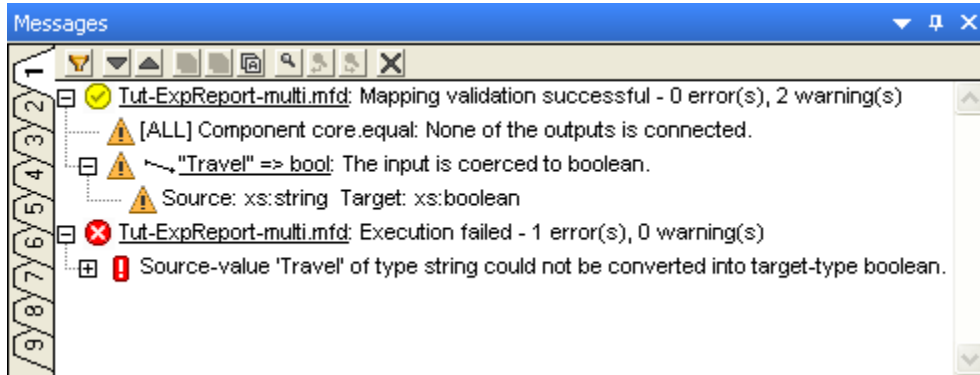 Messages
1
Tut-ExpReport-multi.mfd: Mapping validation successful - 0 error(s), 2 warning(s)
2
[ALL] Component core.equal: None of the outputs is connected.
3
"Travel" => bool: The input is coerced to boolean.
4
Source: xs:string Target: xs:boolean
5
Tut-ExpReport-multi.mfd: Execution failed - 1 error(s), 0 warning(s)
6
Source-value 'Travel' of type string could not be converted into target-type boolean.
7
8
9